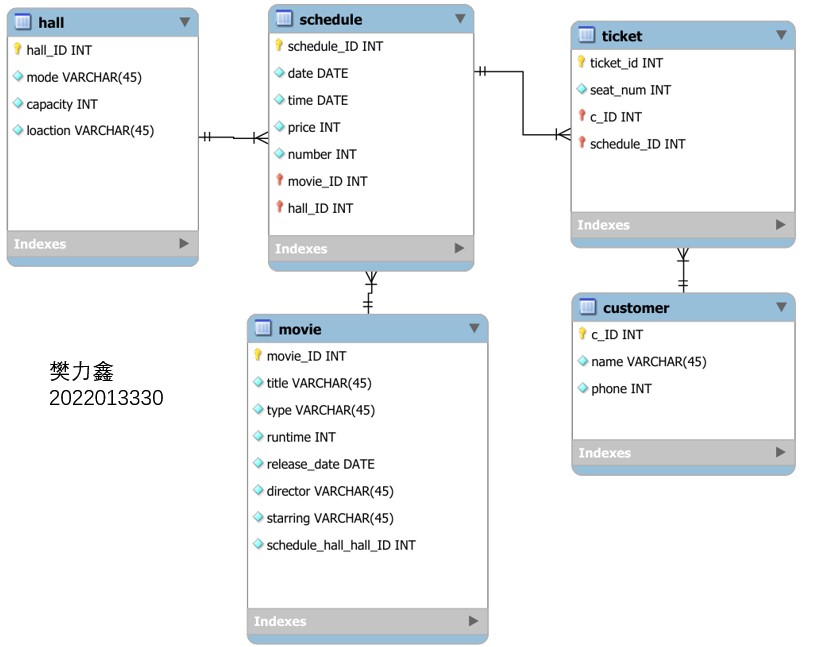 hall
hall_ID INT
mode VARCHAR(45)
capacity INT
loaction VARCHAR(45)
Indexes
schedule
schedule_ID INT
date DATE
time DATE
price INT
number INT
movie_ID INT
hall_ID INT
Indexes
ticket
ticket_id INT
seat_num INT
c_ID INT
schedule_ID INT
Indexes
movie
movie_ID INT
title VARCHAR(45)
type VARCHAR(45)
runtime INT
release_date DATE
director VARCHAR(45)
starring VARCHAR(45)
schedule_hall_hall_ID INT
Indexes
customer
c_ID INT
name VARCHAR(45)
phone INT
Indexes
樊力鑫
2022013330